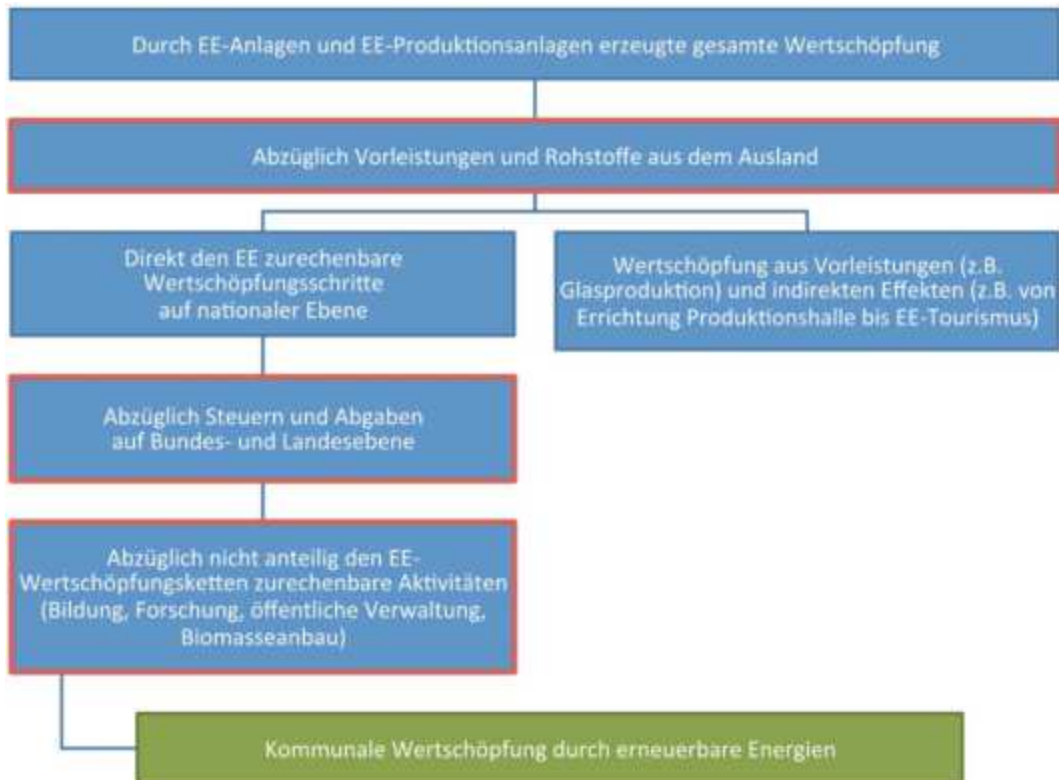 Durch EE-Anlagen und EE-Produktionsanlagen erzeugte gesamte Wertschöpfung
Abzüglich Vorleistungen und Rohstoffe aus dem Ausland
Direkt den EE zurechenbare
Wertschöpfungsschritte
auf nationaler Ebene
Wertschöpfung aus Vorleistungen (z.B.
Glasproduktion) und indirekten Effekten (z.B. von
Errichtung Produktionshalle bis EE-Tourismus)
Abzüglich Steuern und Abgaben
auf Bundes- und Landesebene
Abzüglich nicht anteilig den EE-
Wertschöpfungsketten zurechenbare Aktivitäten
(Bildung, Forschung, öffentliche Verwaltung,
Biomasseanbau)
Kommunale Wertschöpfung durch erneuerbare Energien